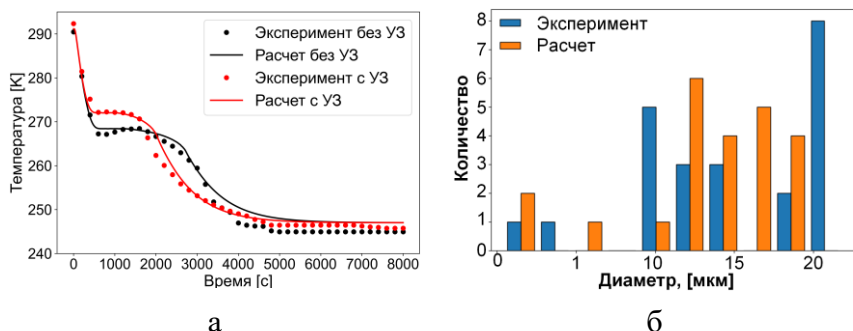 290
280
270
260
250
240
Температура [K]
0 1000 2000 3000 4000 5000 6000 7000 8000
Время [с]
Эксперимент без УЗ
Расчет без УЗ
Эксперимент с УЗ
Расчет с УЗ
а
8
7
6
5
4
3
2
1
0
Количество
0 1 10 15 20
Диаметр, [мкм]
Эксперимент
Расчет
б